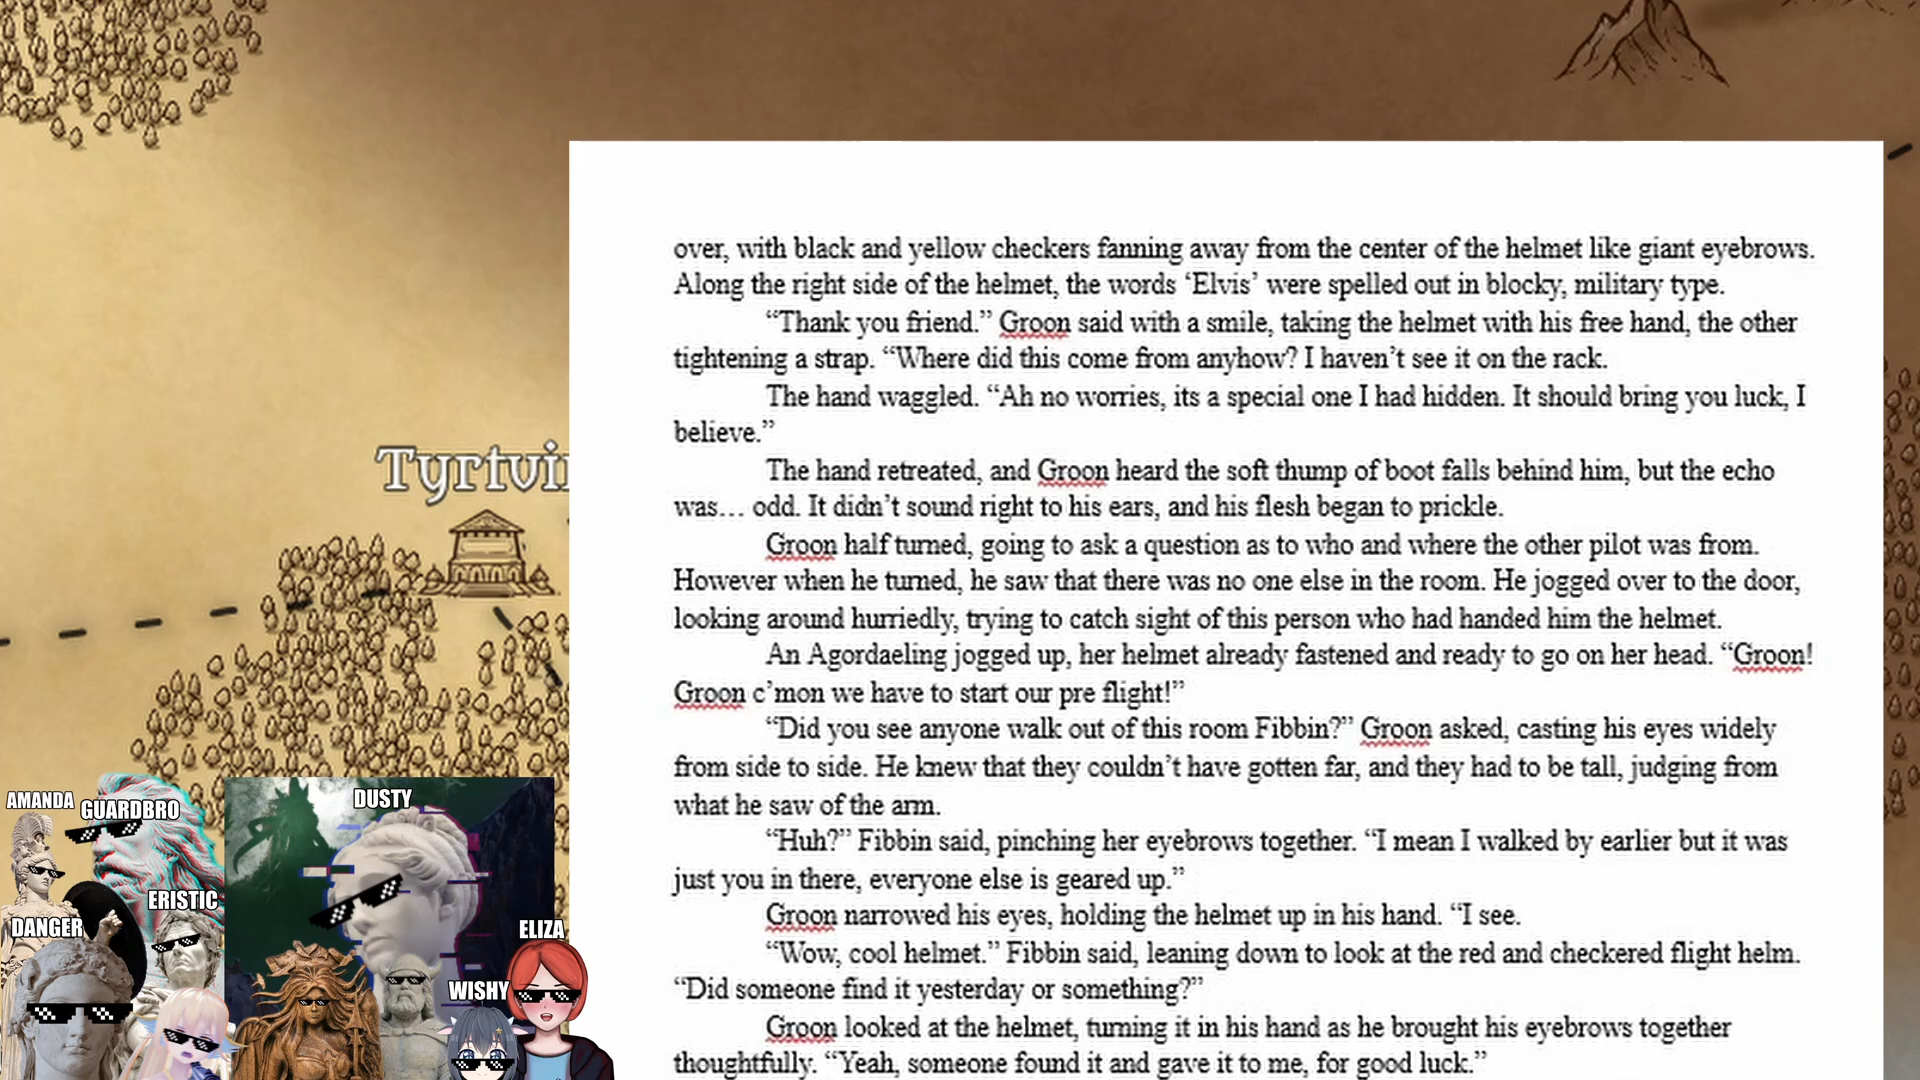 over, with black and yellow checkers fanning away from the center of the helmet like giant eyebrows.
Along the right side of the helmet, the words ‘Elvis’ were spelled out in blocky, military type.
“Thank you friend.” Groon said with a smile, taking the helmet with his free hand, the other
tightening a strap. “Where did this come from anyhow? I haven’t see it on the rack.
The hand waggled. “Ah no worries, its a special one I had hidden. It should bring you luck, I
believe.”
The hand retreated, and Groon heard the soft thump of boot falls behind him, but the echo
was… odd. It didn’t sound right to his ears, and his flesh began to prickle.
Groon half turned, going to ask a question as to who and where the other pilot was from.
However when he turned, he saw that there was no one else in the room. He jogged over to the door,
looking around hurriedly, trying to catch sight of this person who had handed him the helmet.
An Agordaeling jogged up, her helmet already fastened and ready to go on her head. “Groon!
Groon c’mon we have to start our pre flight!”
“Did you see anyone walk out of this room Fibbin?” Groon asked, casting his eyes widely
from side to side. He knew that they couldn’t have gotten far, and they had to be tall, judging from
what he saw of the arm.
“Huh?” Fibbin said, pinching her eyebrows together. “I mean I walked by earlier but it was
just you in there, everyone else is geared up.”
Groon narrowed his eyes, holding the helmet up in his hand. “I see.
“Wow, cool helmet.” Fibbin said, leaning down to look at the red and checkered flight helm.
“Did someone find it yesterday or something?”
Groon looked at the helmet, turning it in his hand as he brought his eyebrows together
thoughtfully. “Yeah, someone found it and gave it to me, for good luck.”
AMANDA
GUARDBRO
DUSTY
ERISTIC
DANGER
ELIZA
WISHY